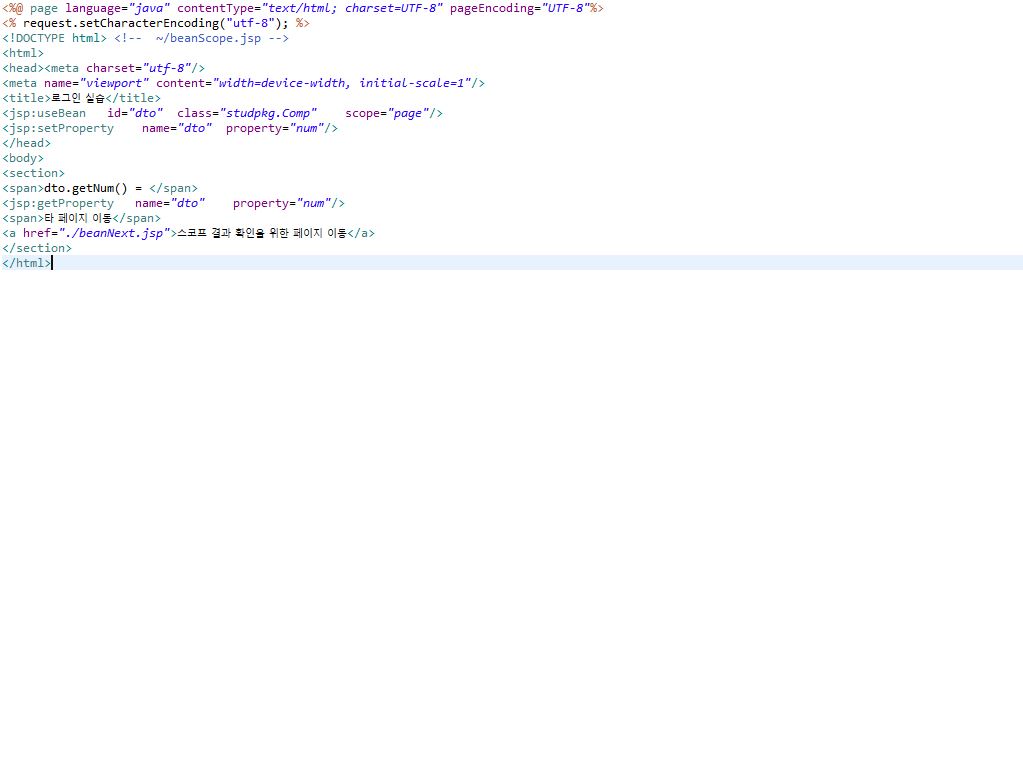 <%@ page language="java" contentType="text/html; charset=UTF-8" pageEncoding="UTF-8"%>
<% request.setCharacterEncoding("utf-8"); %>
<!DOCTYPE html> <!--  ~/beanScope.jsp -->
<html>
<head><meta charset="utf-8"/>
<meta name="viewport" content="width=device-width, initial-scale=1"/>
<title>로그인 실습</title>
<jsp:useBean   id="dto"  class="studpkg.Comp"    scope="page"/>
<jsp:setProperty    name="dto"  property="num"/>
</head>
<body>
<section>
<span>dto.getNum() = </span>
<jsp:getProperty   name="dto"    property="num"/>
<span>타 페이지 이동</span>
<a href="./beanNext.jsp">스코프 결과 확인을 위한 페이지 이동</a>
</section>
</html>